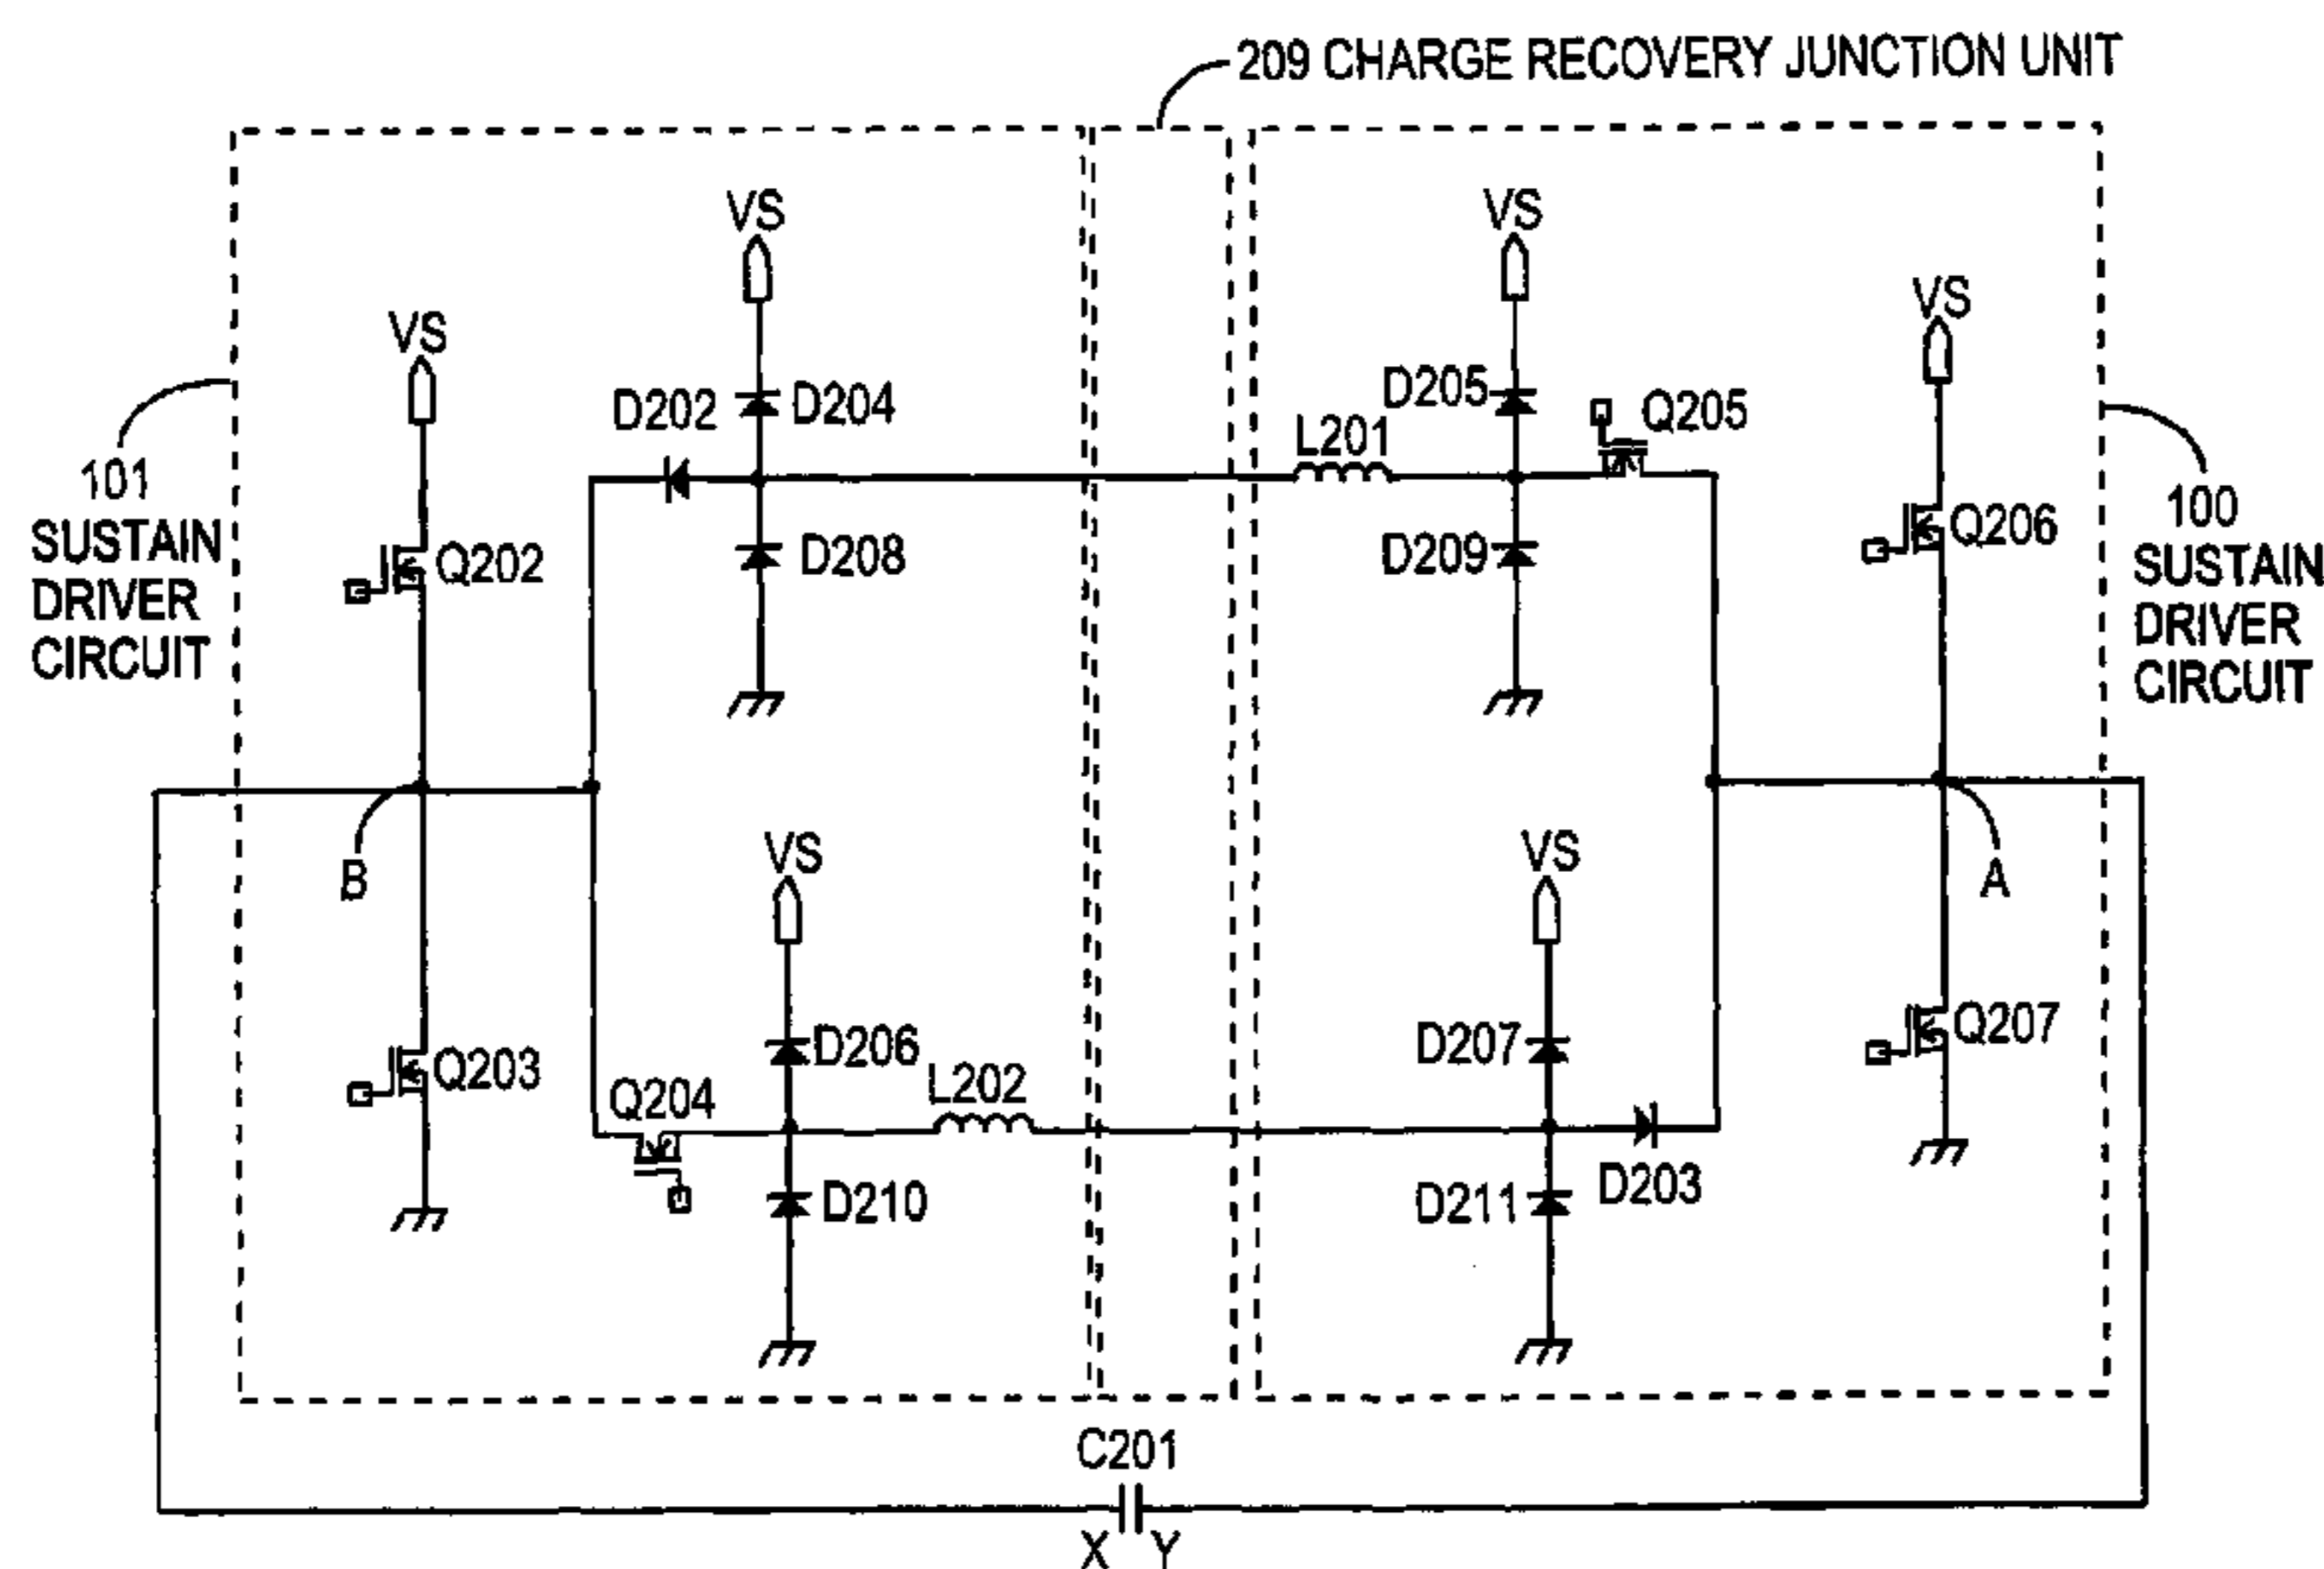 209 CHARGE RECOVERY JUNCTION UNIT
VS
VS
VS
VS
D202
D204
D205
Q205
L201
101
SUSTAIN
DRIVER
CIRCUIT
Q202
D208
D209
Q206
100
SUSTAIN
DRIVER
CIRCUIT
B
A
VS
VS
Q203
Q204
D206
L202
D207
Q207
D210
D211
D203
C201
X
Y